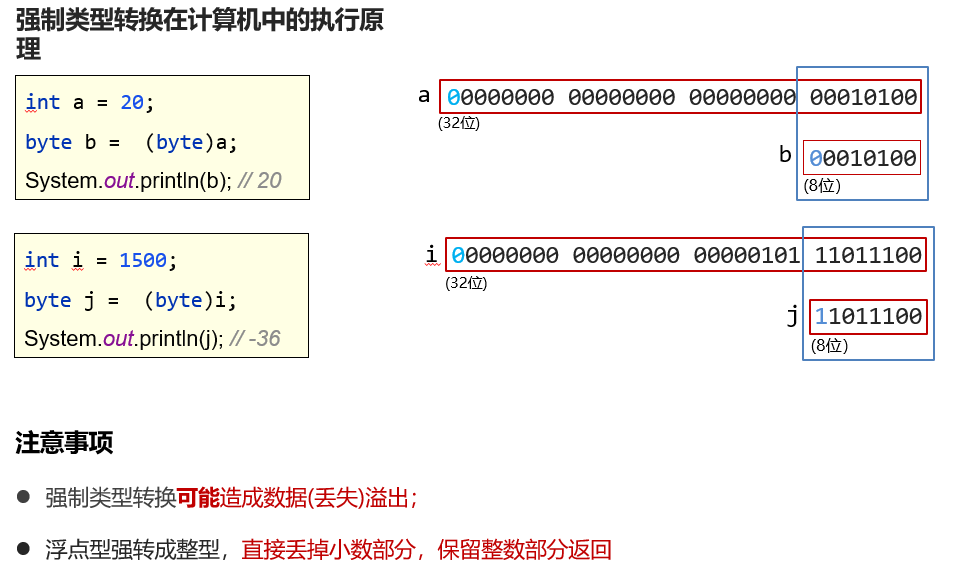 强制类型转换在计算机中的执行原
理
int a = 20;
byte b = (byte)a;
System.out.println(b); // 20
a 00000000 00000000 00000000 00010100
(32位)
b 00010100
(8位)
int i = 1500;
byte j = (byte)i;
System.out.println(j); // -36
i 00000000 00000000 00000101 11011100
(32位)
j 11011100
(8位)
注意事项
● 强制类型转换可能造成数据(丢失)溢出；
● 浮点型强转成整型，直接丢掉小数部分，保留整数部分返回